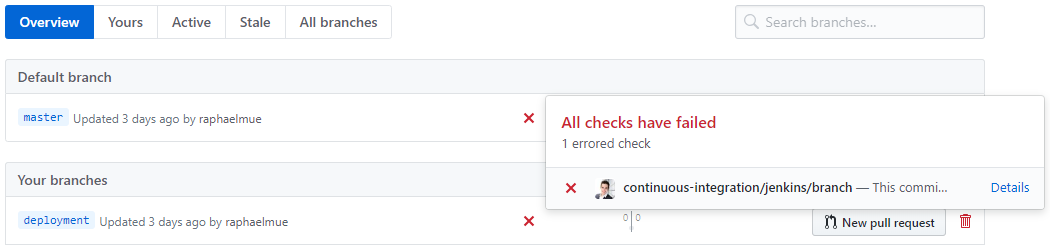 Overview Yours Active Stale All branches Search branches...
Default branch
master Updated 3 days ago by raphaelmue
All checks have failed
1 errored check
continuous-integration/jenkins/branch — This commi... Details
Your branches
deployment Updated 3 days ago by raphaelmue 0 0 New pull request